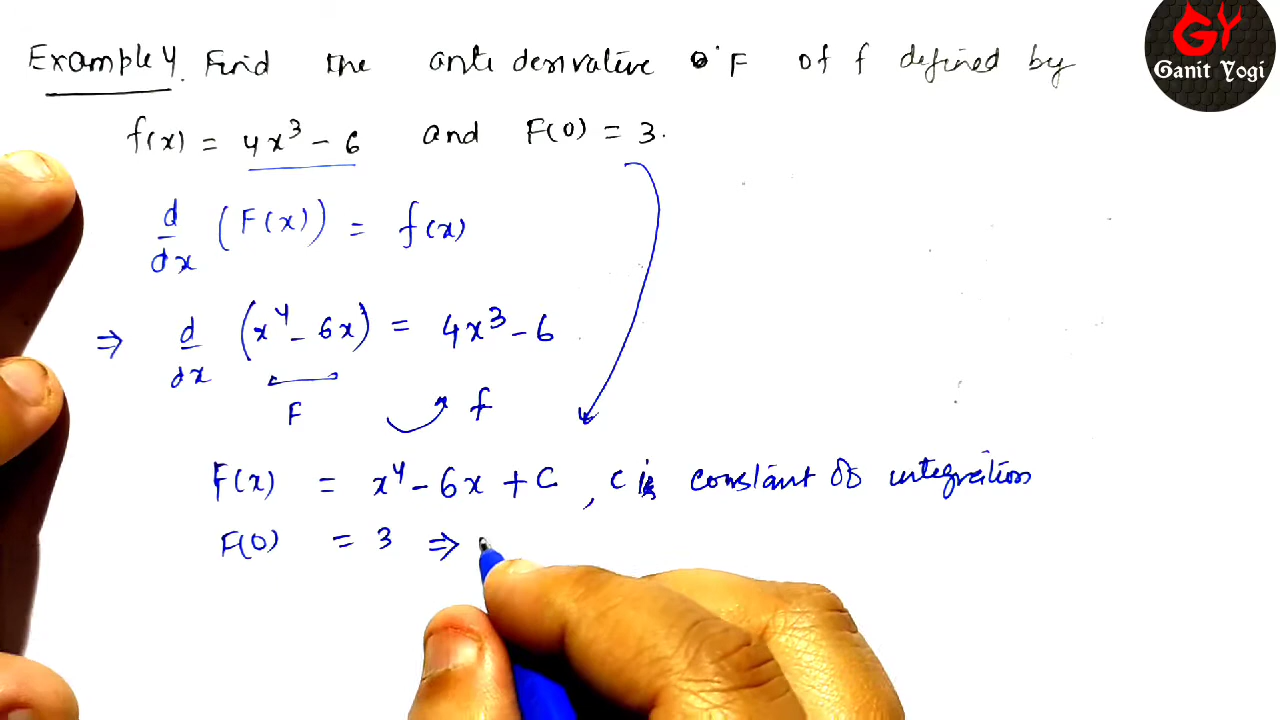 GY
Ganit Yogi
Example 4. Find the anti derivative F of f defined by
f(x) = 4x³ - 6 and F(0) = 3.
d/dx (F(x)) = f(x)
⇒ d/dx (x⁴ - 6x) = 4x³ - 6
F f
F(x) = x⁴ - 6x + C, C is constant of integration
F(0) = 3 ⇒